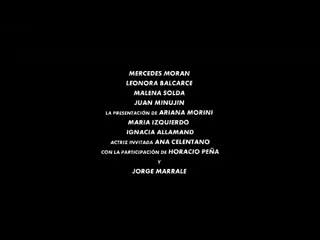 MERCEDES MORAN
LEONORA BALCARCE
MALENA SOLDA
JUAN MINUJIN
LA PRESENTACIÓN DE ARIANA MORINI
MARIA IZQUIERDO
IGNACIA ALLAMAND
ACTRIZ INVITADA ANA CELENTANO
CON LA PARTICIPACIÓN DE HORACIO PEÑA
Y
JORGE MARRALE